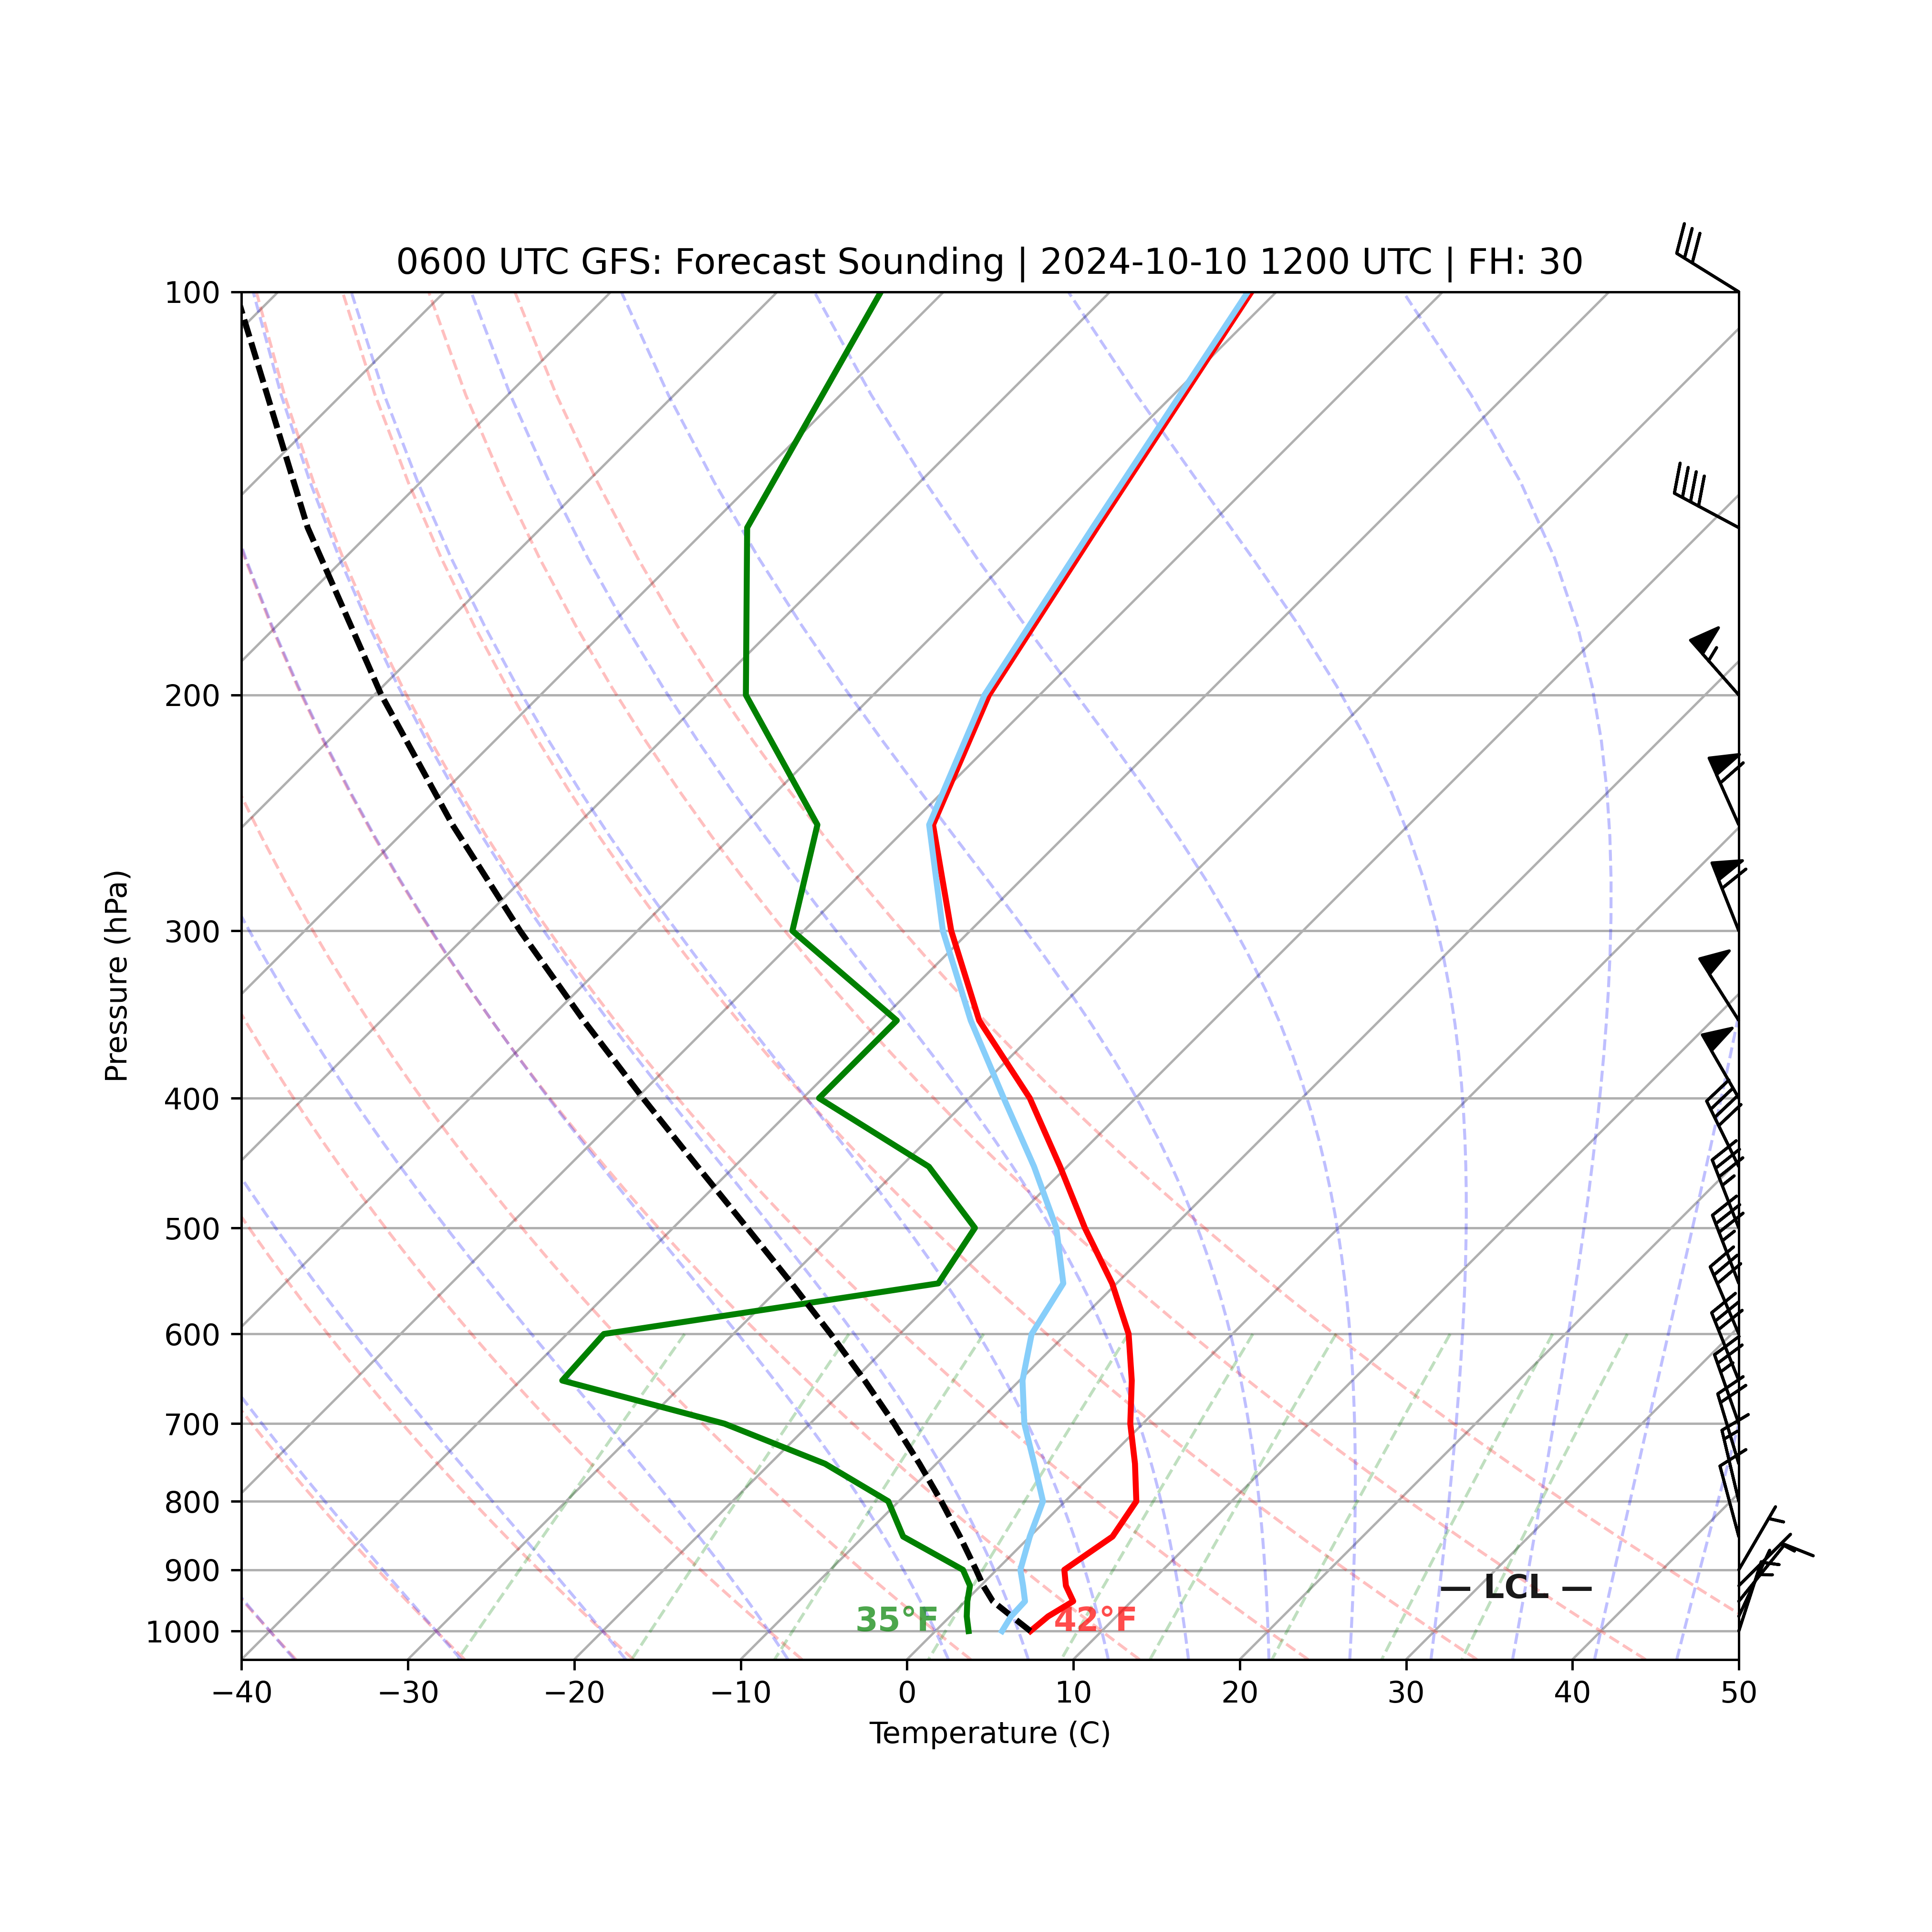 0600 UTC GFS: Forecast Sounding | 2024-10-10 1200 UTC | FH: 30
100
200
300
400
500
600
700
800
900
1000
Pressure (hPa)
— LCL —
35°F
42°F
−40 −30 −20 −10 0 10 20 30 40 50
Temperature (C)